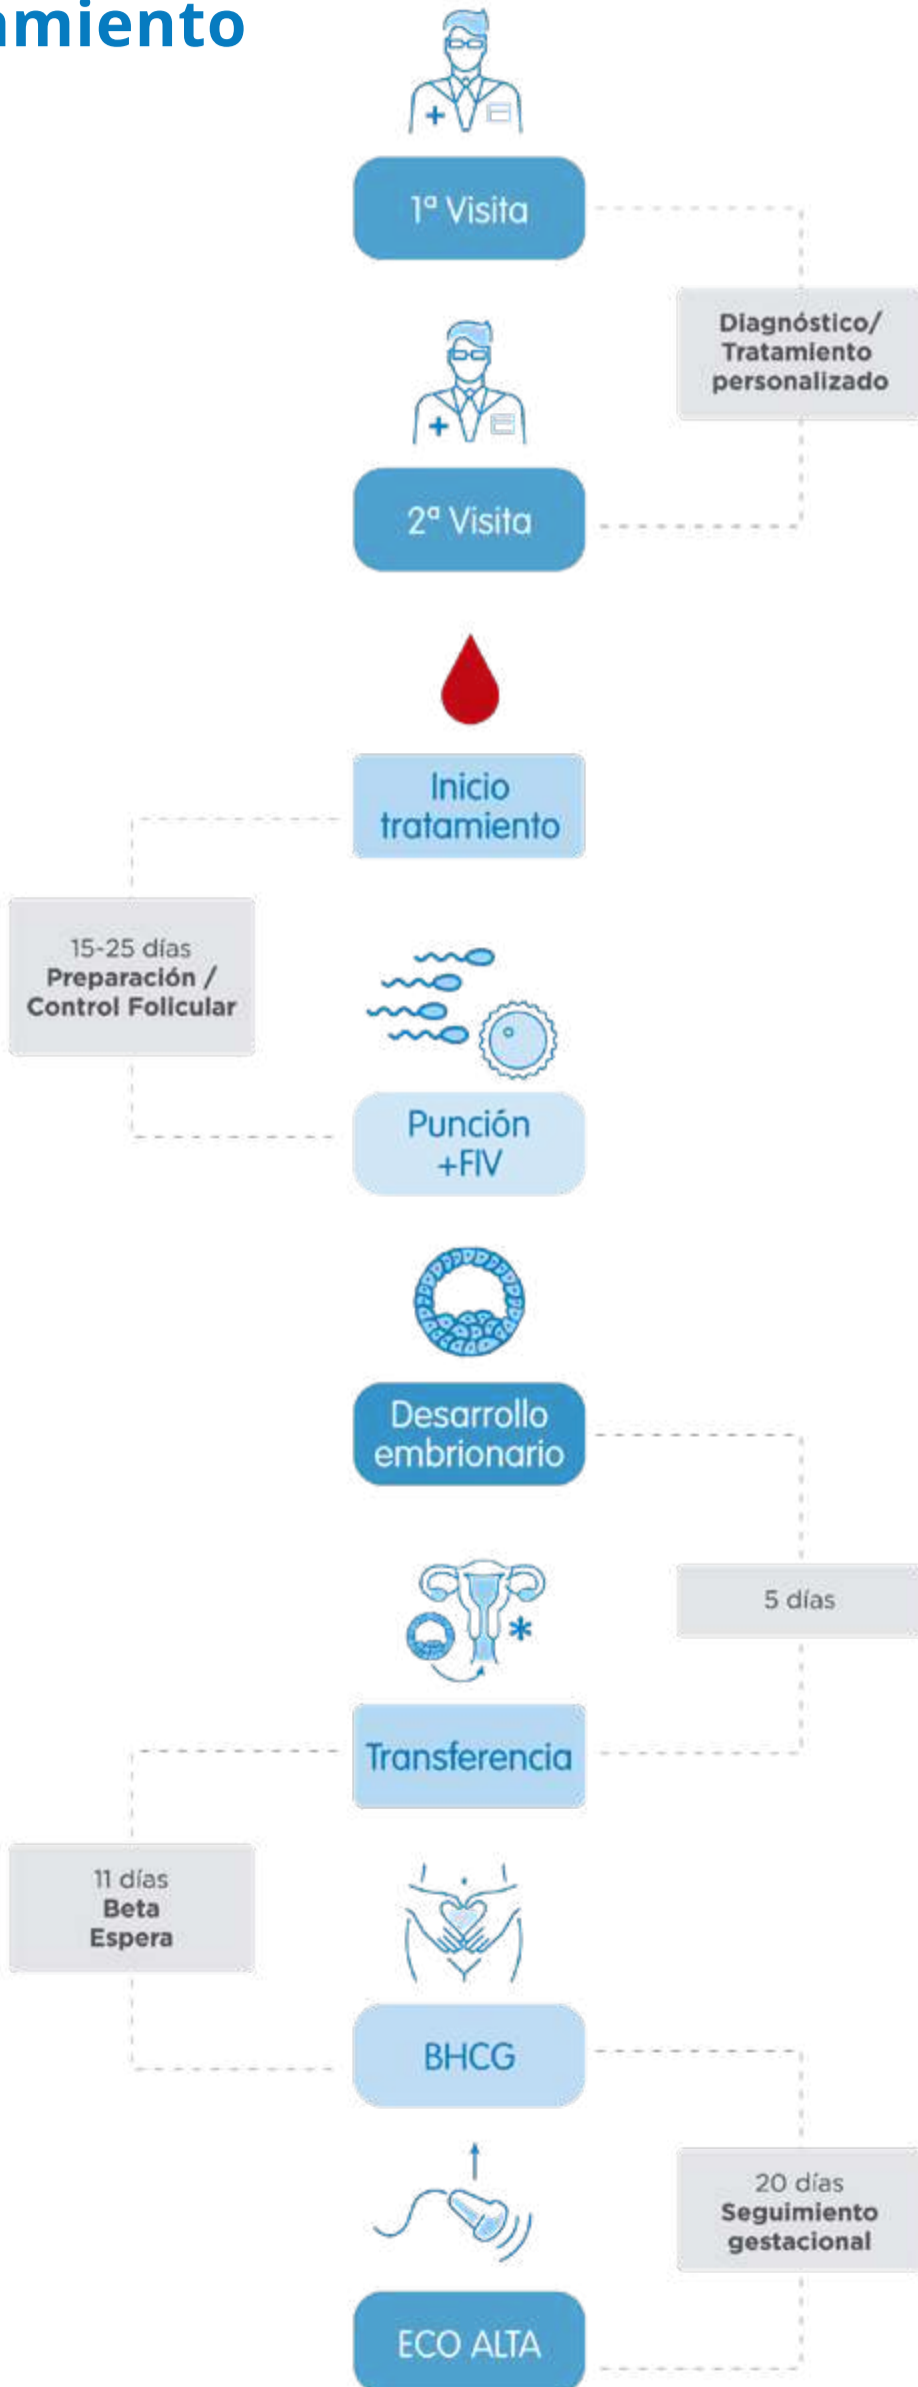 amiento
1ª Visita
Diagnóstico/
Tratamiento
personalizado
2ª Visita
Inicio
tratamiento
15-25 días
Preparación /
Control Folicular
Punción
+FIV
Desarrollo
embrionario
5 días
*
Transferencia
11 días
Beta
Espera
BHCG
20 días
Seguimiento
gestacional
ECO ALTA